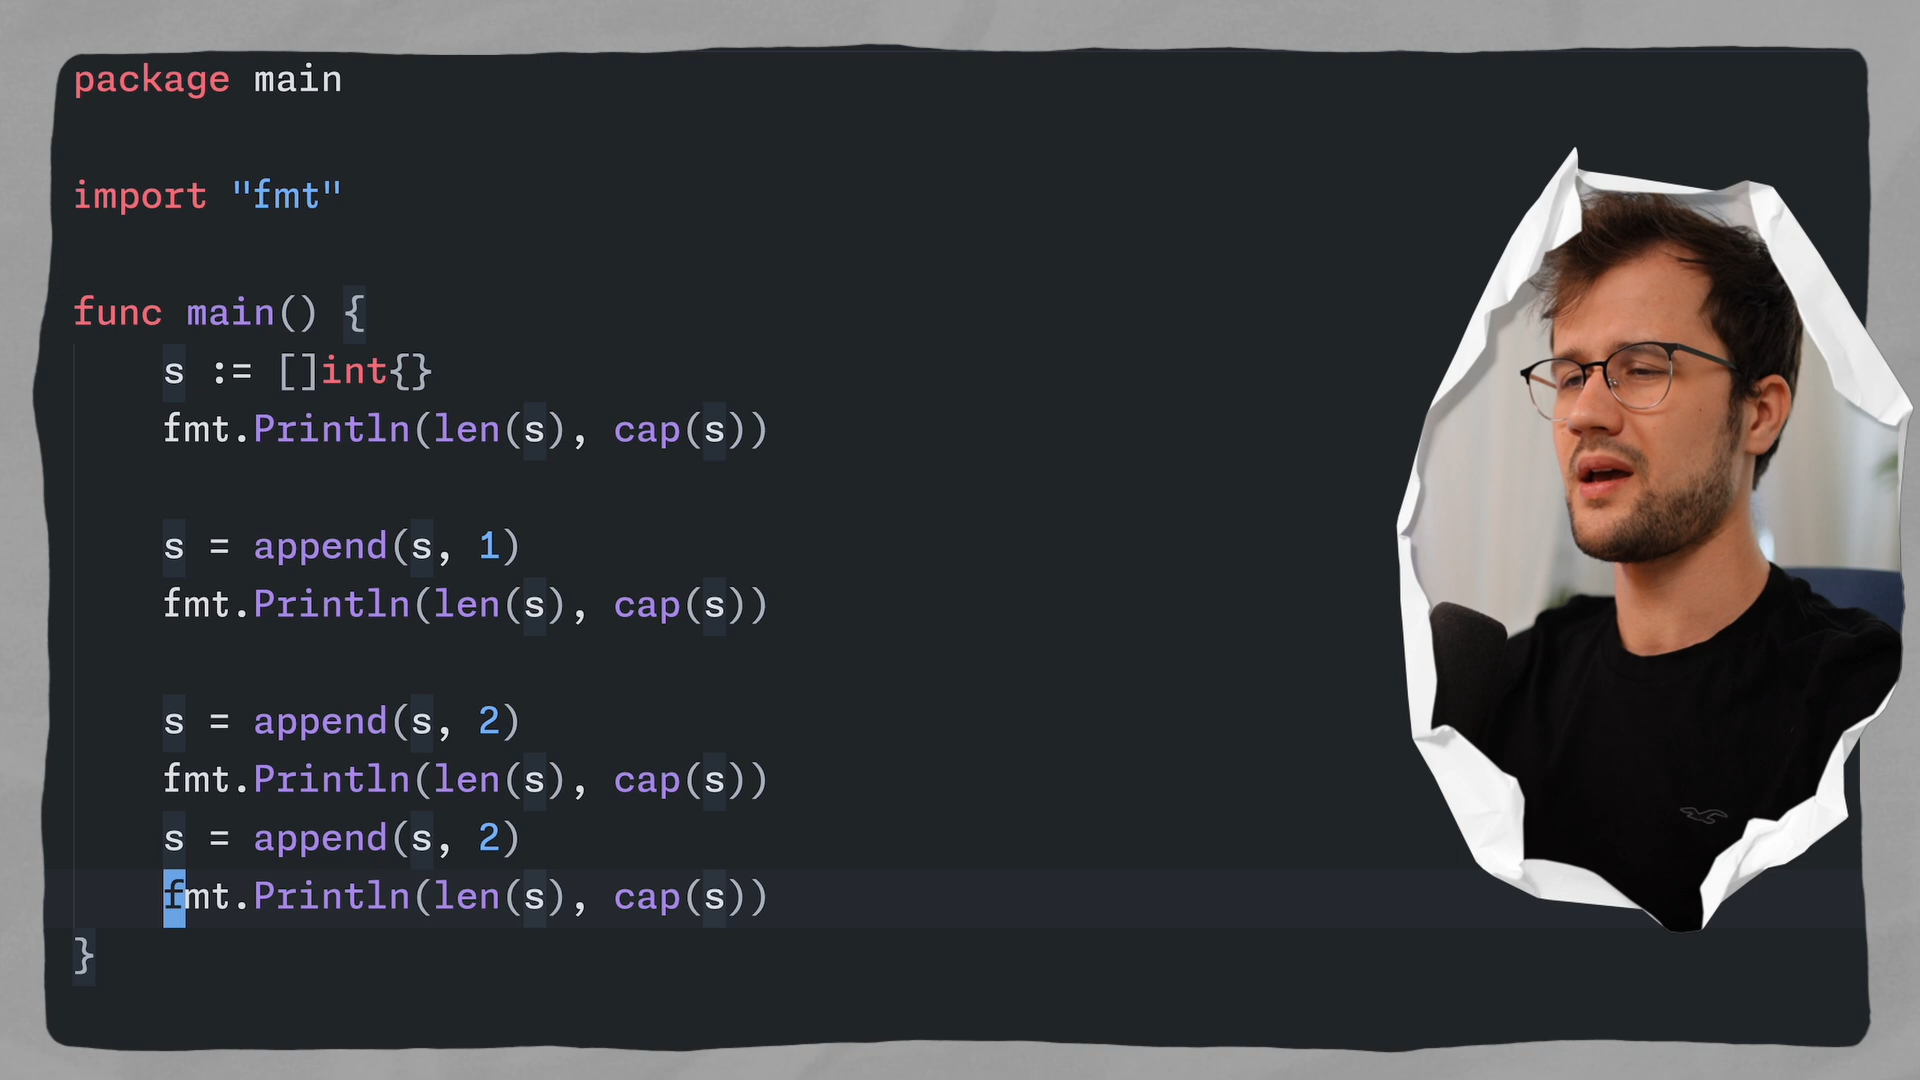 package main
import "fmt"
func main() {
s := []int{}
fmt.Println(len(s), cap(s))
s = append(s, 1)
fmt.Println(len(s), cap(s))
s = append(s, 2)
fmt.Println(len(s), cap(s))
s = append(s, 2)
fmt.Println(len(s), cap(s))
}